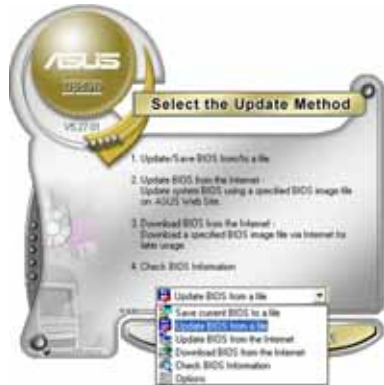 ASUS
Update
V6.27.01
Select the Update Method
1. Update/Save BIOS from/to a file
2. Update BIOS from the Internet -
Update system BIOS using a specified BIOS image file
on ASUS Web Site.
3. Download BIOS from the Internet -
Download a specified BIOS image file via Internet for
later usage.
4. Check BIOS Information
Update BIOS from a file
Save current BIOS to a file
Update BIOS from a file
Update BIOS from the Internet
Download BIOS from the Internet
Check BIOS Information
Options